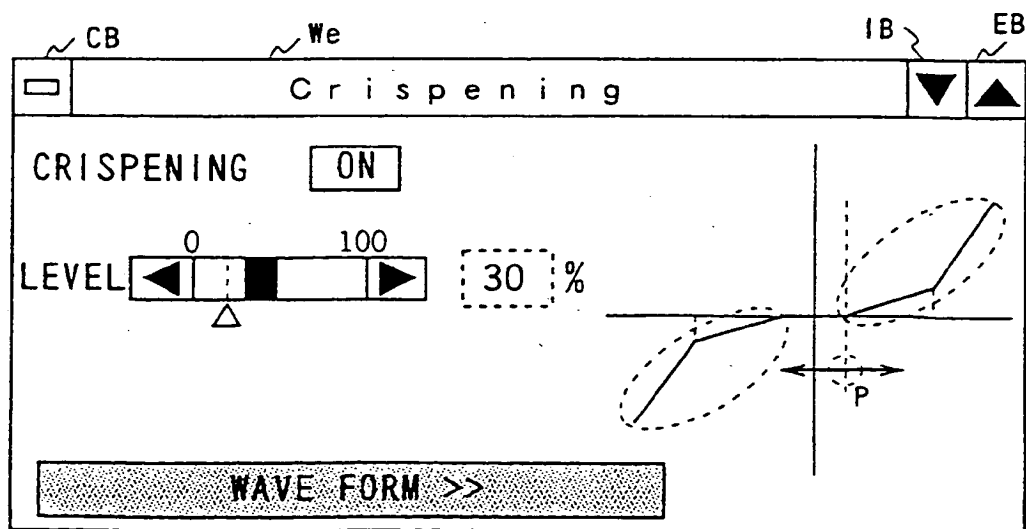 CB We IB EB
Crispening
CRISPENING ON
0 100
LEVEL 30 %
P
WAVE FORM >>